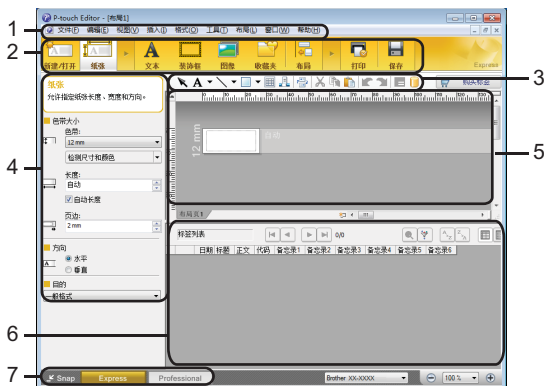 P-touch Editor - [布局1]
1
文件(F) 编辑(E) 视图(V) 插入(I) 格式(O) 工具(T) 布局(L) 窗口(W) 帮助(H)
2
新建/打开 纸张 文本 装饰框 图像 收藏夹 布局 打印 保存 Express
3
购买标签
4
纸张
允许指定纸张长度、宽度和方向。
色带大小
色带:
12 mm
检测尺寸和颜色
长度:
自动
自动长度
页边:
2 mm
方向
水平
垂直
目的
一般格式
12 mm
自动
5
布局页1
6
标签列表 0/0
日期 标题 正文 代码 备忘录1 备忘录2 备忘录3 备忘录4 备忘录5 备忘录6
7
Snap Express Professional
Brother XX-XXXX 100 %